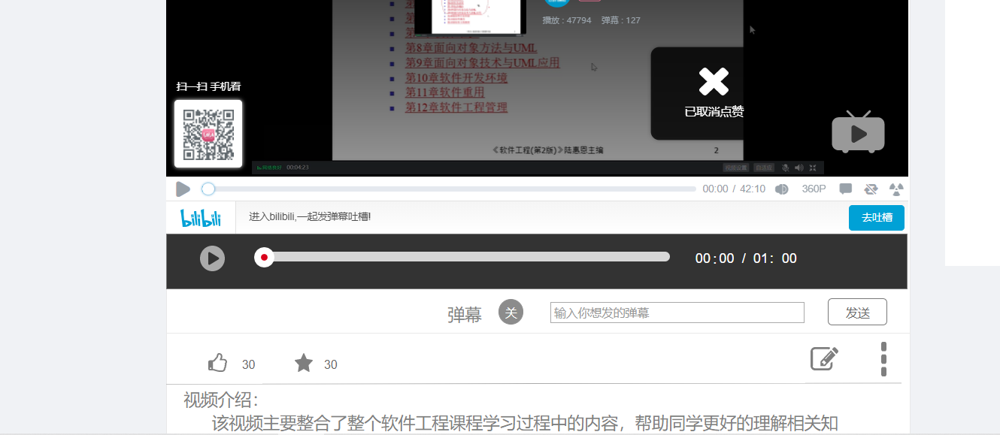 播放 : 47794 弹幕 : 127
第8章面向对象方法与UML
第9章面向对象技术与UML应用
第10章软件开发环境
第11章软件重用
第12章软件工程管理
扫一扫 手机看
已取消点赞
《软件工程(第2版)》陆惠恩主编
2
网络良好 00:04:23
00:00 / 42:10
360P
bilibili
进入bilibili,一起发弹幕吐槽!
去吐槽
00:00 / 01: 00
弹幕
关
输入你想发的弹幕
发送
30
30
视频介绍：
该视频主要整合了整个软件工程课程学习过程中的内容，帮助同学更好的理解相关知